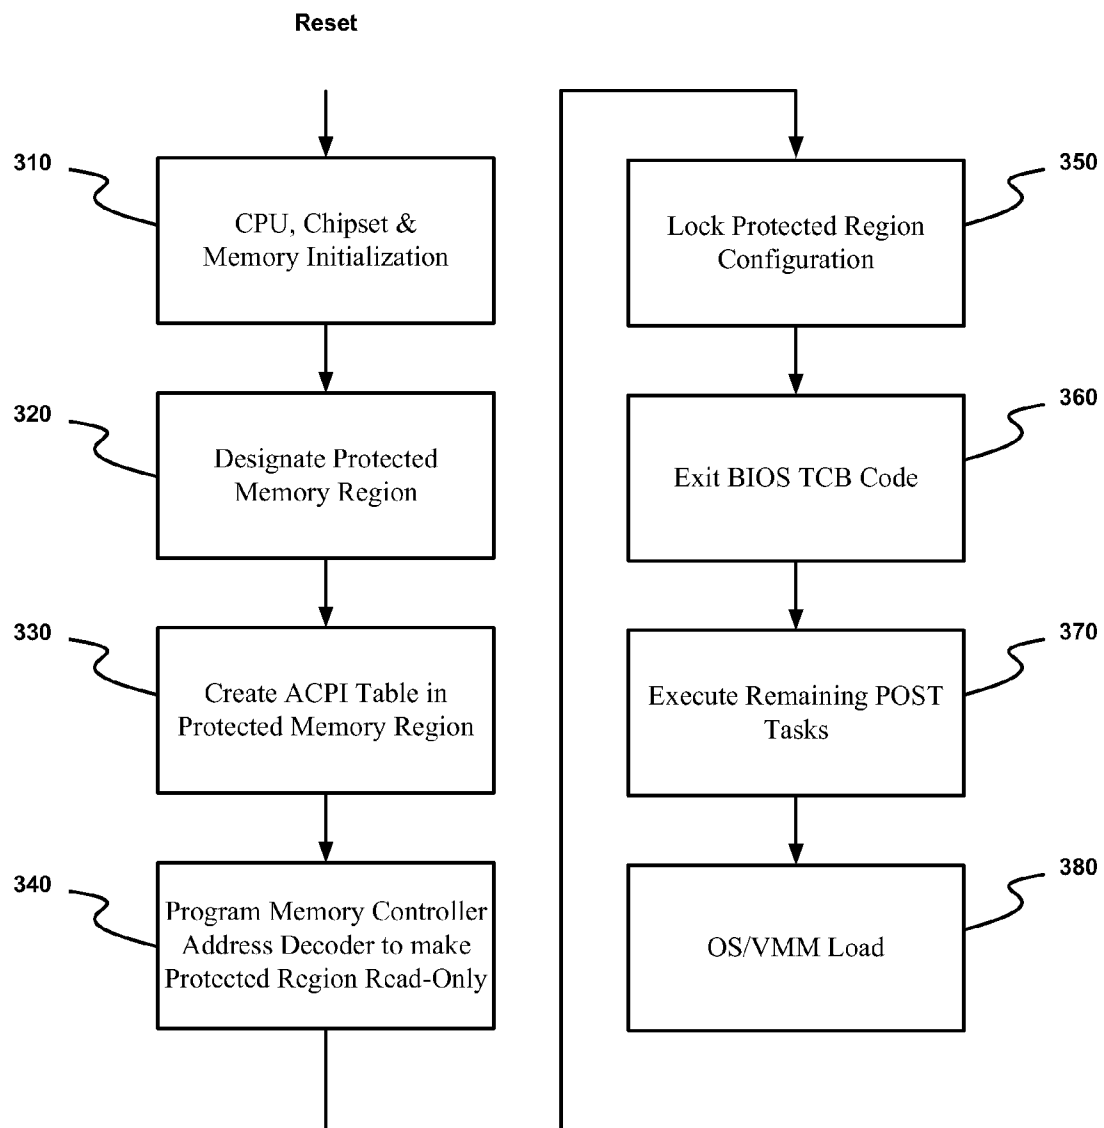 Reset
310
CPU, Chipset &
Memory Initialization
320
Designate Protected
Memory Region
330
Create ACPI Table in
Protected Memory Region
340
Program Memory Controller
Address Decoder to make
Protected Region Read-Only
350
Lock Protected Region
Configuration
360
Exit BIOS TCB Code
370
Execute Remaining POST
Tasks
380
OS/VMM Load